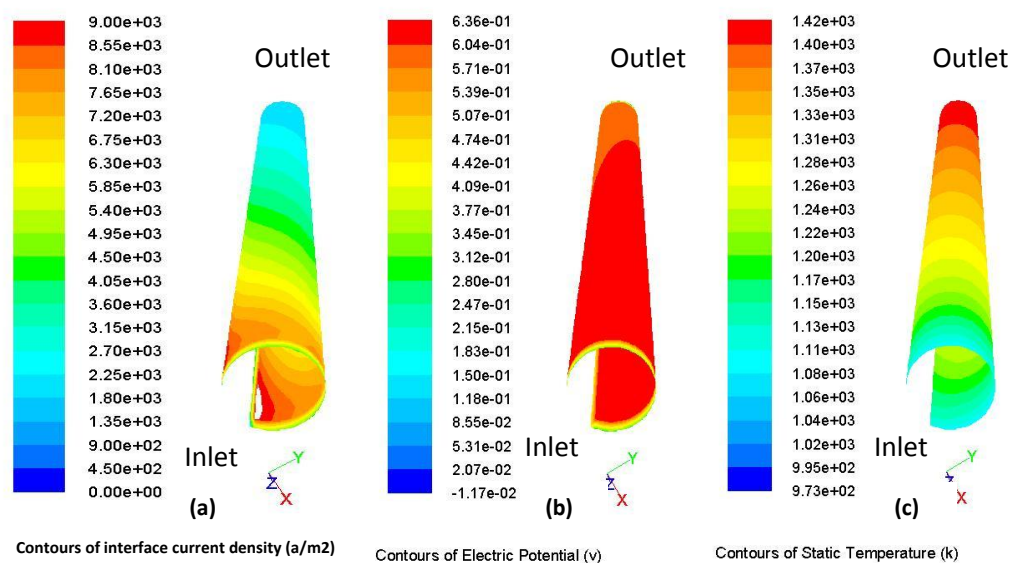 9.00e+03
8.55e+03
8.10e+03
7.65e+03
7.20e+03
6.75e+03
6.30e+03
5.85e+03
5.40e+03
4.95e+03
4.50e+03
4.05e+03
3.60e+03
3.15e+03
2.70e+03
2.25e+03
1.80e+03
1.35e+03
9.00e+02
4.50e+02
0.00e+00
Outlet
Inlet
Y
Z
X
(a)
Contours of interface current density (a/m2)
6.36e-01
6.04e-01
5.71e-01
5.39e-01
5.07e-01
4.74e-01
4.42e-01
4.09e-01
3.77e-01
3.45e-01
3.12e-01
2.80e-01
2.47e-01
2.15e-01
1.83e-01
1.50e-01
1.18e-01
8.55e-02
5.31e-02
2.07e-02
-1.17e-02
Outlet
Inlet
Y
Z
X
(b)
Contours of Electric Potential (v)
1.42e+03
1.40e+03
1.37e+03
1.35e+03
1.33e+03
1.31e+03
1.28e+03
1.26e+03
1.24e+03
1.22e+03
1.20e+03
1.17e+03
1.15e+03
1.13e+03
1.11e+03
1.08e+03
1.06e+03
1.04e+03
1.02e+03
9.95e+02
9.73e+02
Outlet
Inlet
Y
Z
X
(c)
Contours of Static Temperature (k)